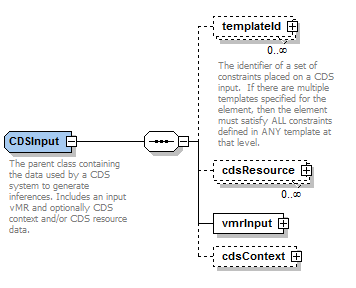 templateId
0..∞
The identifier of a set of
constraints placed on a CDS
input.  If there are multiple
templates specified for the
element, then the element
must satisfy ALL constraints
defined in ANY template at
that level.
CDSInput
The parent class containing
the data used by a CDS
system to generate
inferences. Includes an input
vMR and optionally CDS
context and/or CDS resource
data.
cdsResource
0..∞
vmrInput
cdsContext